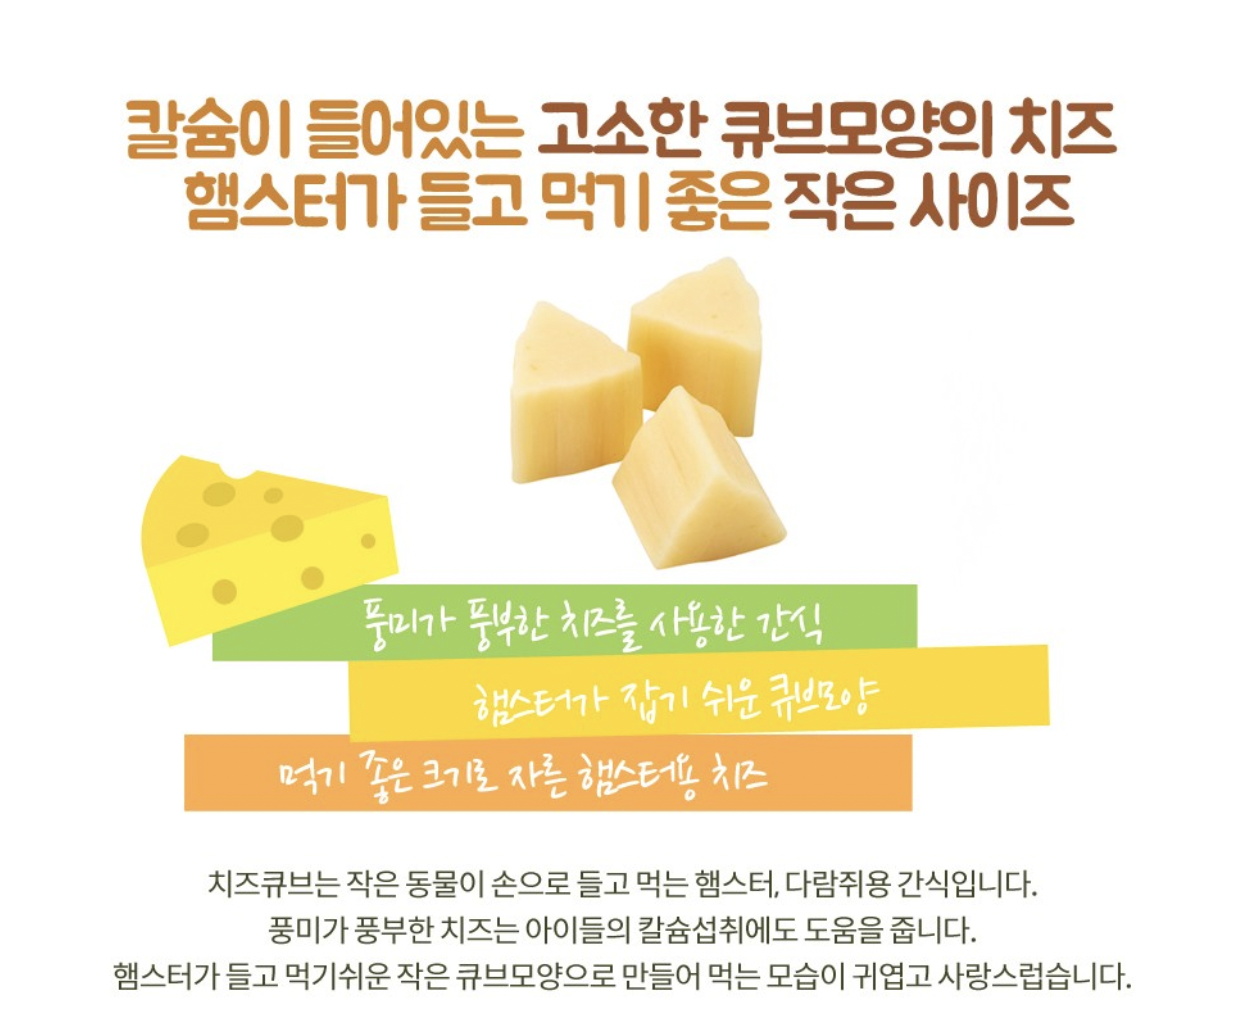 칼슘이 들어있는 고소한 큐브모양의 치즈
햄스터가 들고 먹기 좋은 작은 사이즈
풍미가 풍부한 치즈를 사용한 간식
햄스터가 잡기 쉬운 큐브모양
먹기 좋은 크기로 자른 햄스터용 치즈
치즈큐브는 작은 동물이 손으로 들고 먹는 햄스터, 다람쥐용 간식입니다.
풍미가 풍부한 치즈는 아이들의 칼슘섭취에도 도움을 줍니다.
햄스터가 들고 먹기쉬운 작은 큐브모양으로 만들어 먹는 모습이 귀엽고 사랑스럽습니다.